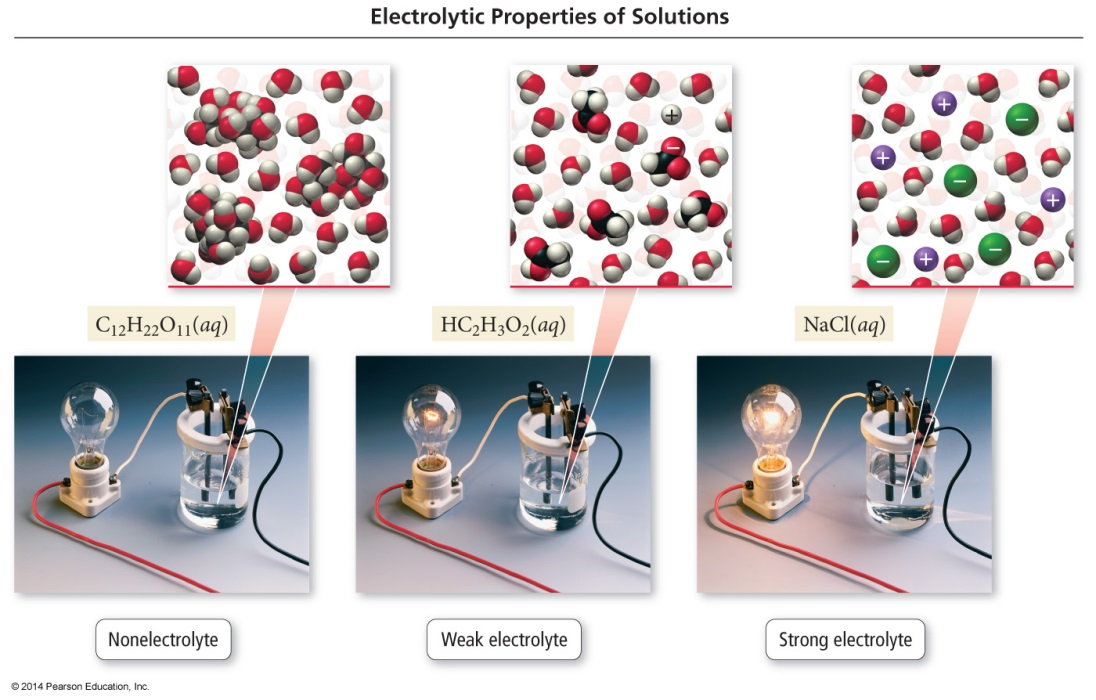 Electrolytic Properties of Solutions
+
−
+
−
+
−
+
−
+
−
+
C₁₂H₂₂O₁₁(aq)
HC₂H₃O₂(aq)
NaCl(aq)
Nonelectrolyte
Weak electrolyte
Strong electrolyte
© 2014 Pearson Education, Inc.